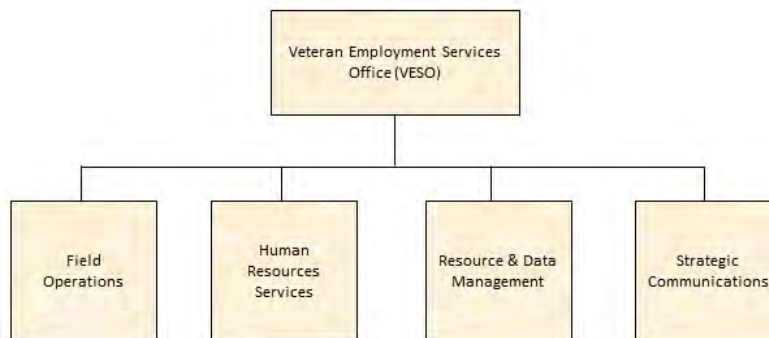 Veteran Employment Services
Office (VESO)
Field
Operations
Human
Resources
Services
Resource & Data
Management
Strategic
Communications